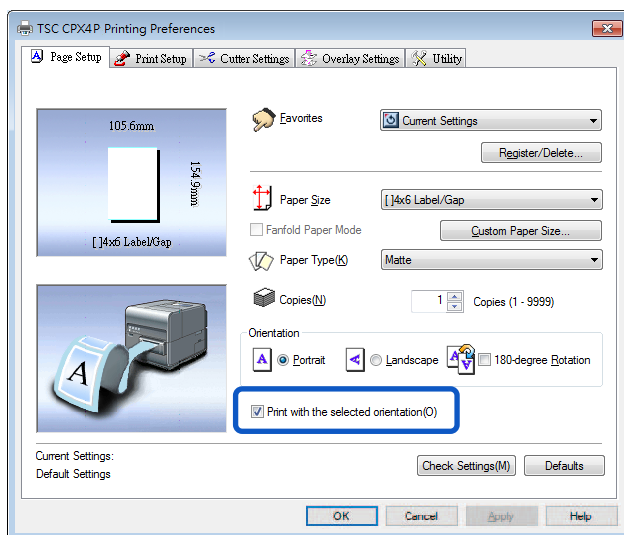 TSC CPX4P Printing Preferences
Page Setup
Print Setup
Cutter Settings
Overlay Settings
Utility
105.6mm
154.9mm
[ ]4x6 Label/Gap
Favorites
Current Settings
Register/Delete...
Paper Size
[ ]4x6 Label/Gap
Fanfold Paper Mode
Custom Paper Size...
Paper Type(K)
Matte
Copies(N)
1
Copies (1 - 9999)
Orientation
A
Portrait
A
Landscape
A
A
180-degree Rotation
A
Print with the selected orientation(O)
Current Settings:
Default Settings
Check Settings(M)
Defaults
OK
Cancel
Apply
Help